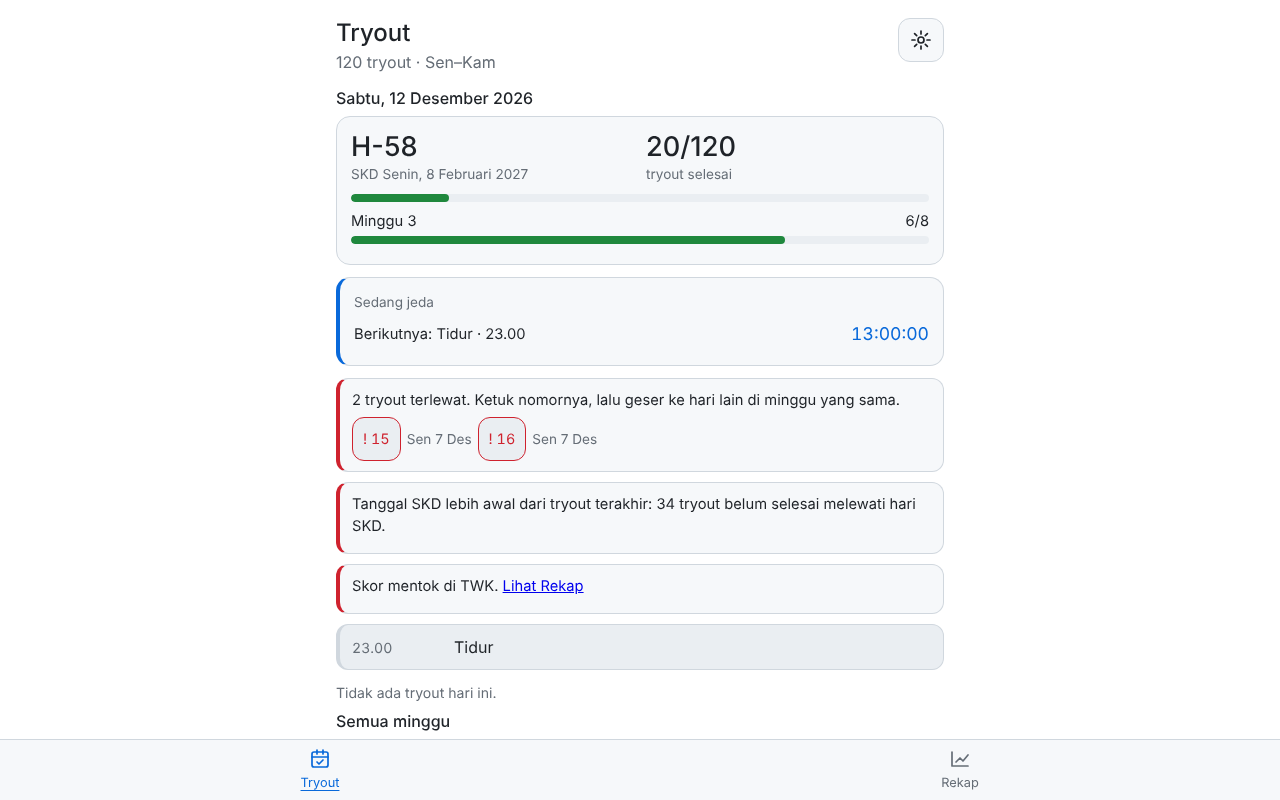 Tryout
120 tryout · Sen–Kam
Sabtu, 12 Desember 2026
H-58
SKD Senin, 8 Februari 2027
20/120
tryout selesai
Minggu 3
6/8
Sedang jeda
Berikutnya: Tidur · 23.00
13:00:00
2 tryout terlewat. Ketuk nomornya, lalu geser ke hari lain di minggu yang sama.
! 15 Sen 7 Des ! 16 Sen 7 Des
Tanggal SKD lebih awal dari tryout terakhir: 34 tryout belum selesai melewati hari
SKD.
Skor mentok di TWK. Lihat Rekap
23.00 Tidur
Tidak ada tryout hari ini.
Semua minggu
Tryout
Rekap